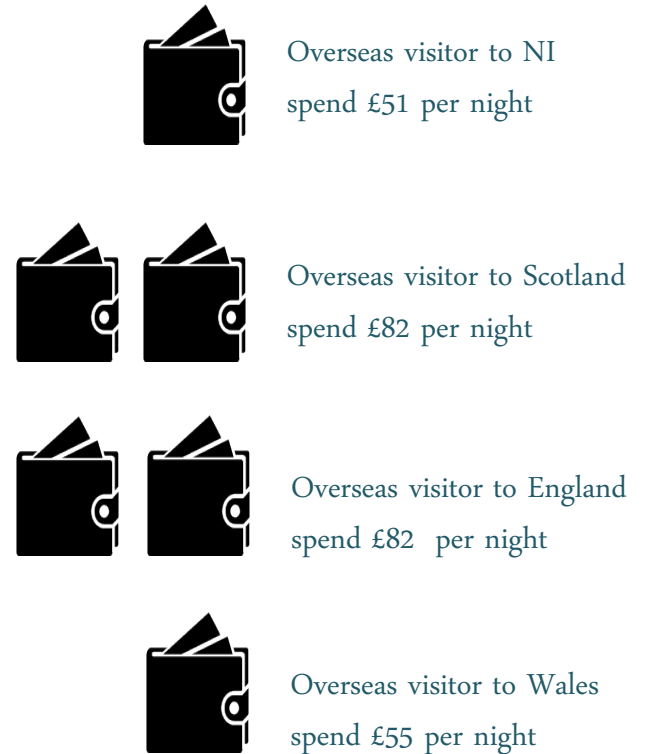 Overseas visitor to NI
spend £51 per night
Overseas visitor to Scotland
spend £82 per night
Overseas visitor to England
spend £82 per night
Overseas visitor to Wales
spend £55 per night